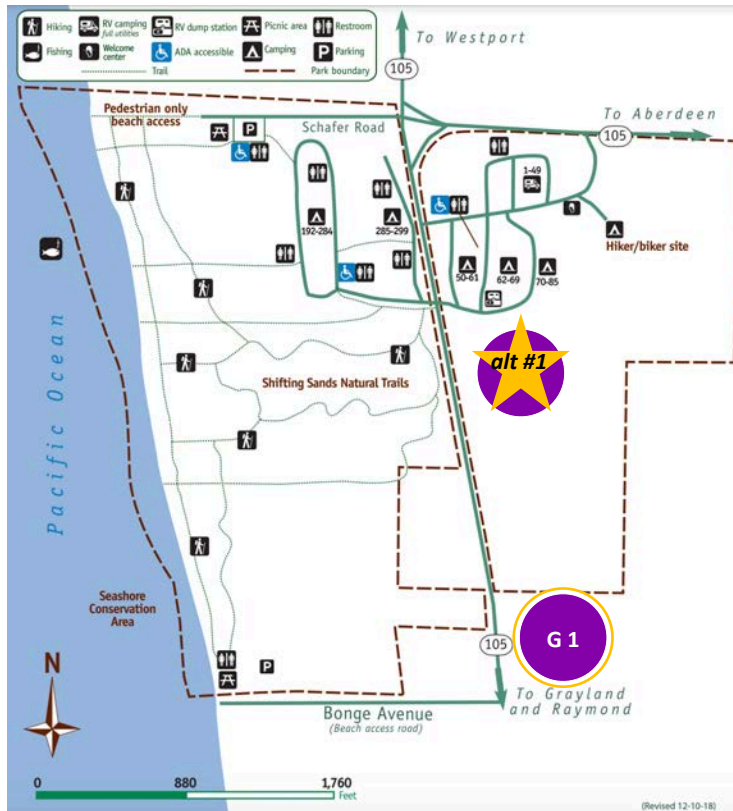 Hiking
RV camping
full utilities
RV dump station
Picnic area
Restroom
Fishing
Welcome
center
ADA accessible
Camping
P
Parking
Trail
Park boundary
To Westport
105
To Aberdeen
105
Pedestrian only
beach access
P
Schafer Road
1-49
192-284
285-299
Hiker/biker site
50-61
62-69
70-85
alt #1
Pacific Ocean
Shifting Sands Natural Trails
Seashore
Conservation
Area
G 1
105
N
P
To Grayland
and Raymond
Bonge Avenue
(Beach access road)
0
880
1,760
Feet
(Revised 12-10-18)